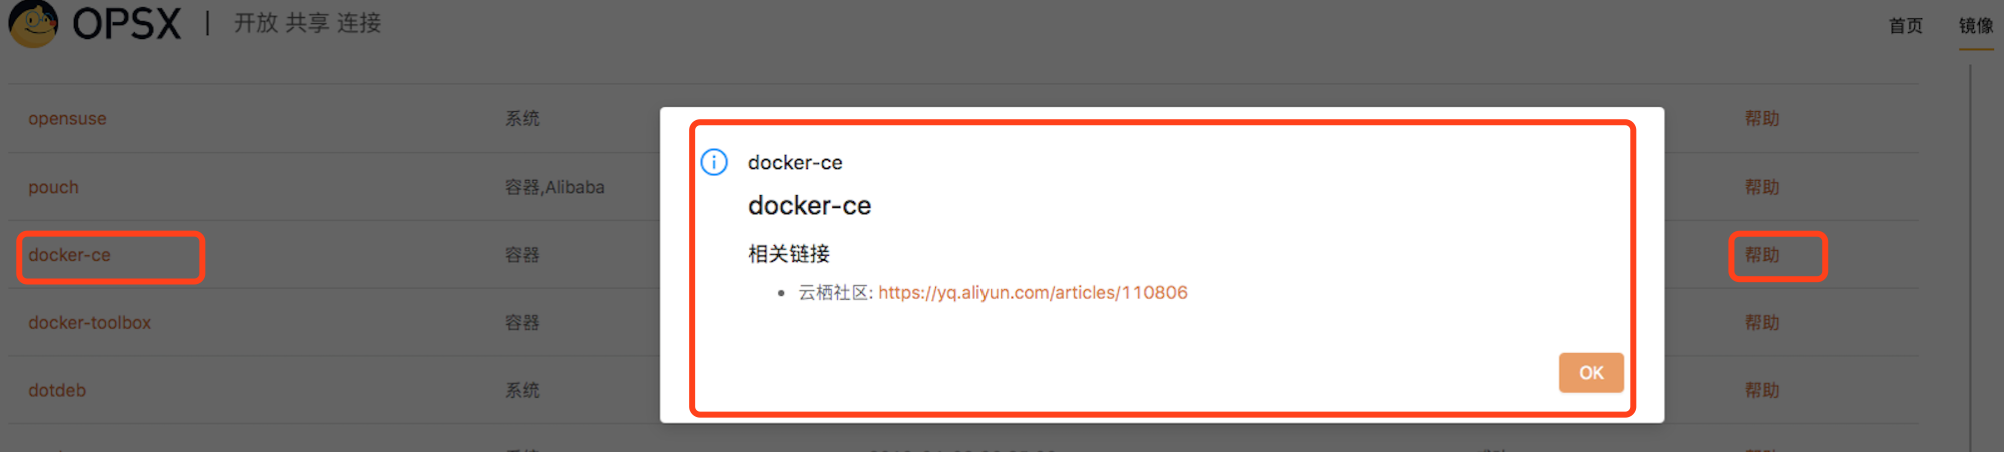 OPSX | 开放 共享 连接
首页 镜像
opensuse 系统 帮助
pouch 容器,Alibaba 帮助
docker-ce 容器 帮助
docker-toolbox 容器 帮助
dotdeb 系统 帮助
docker-ce
docker-ce
相关链接
• 云栖社区: https://yq.aliyun.com/articles/110806
OK